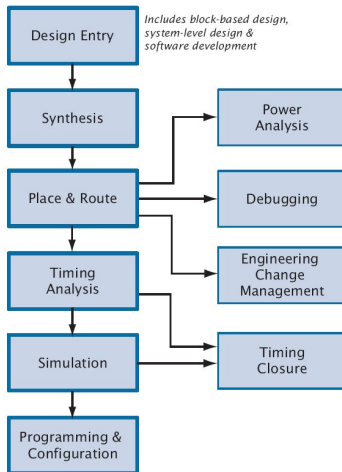 Design Entry
Includes block-based design,
system-level design &
software development
Synthesis
Power
Analysis
Place & Route
Debugging
Timing
Analysis
Engineering
Change
Management
Simulation
Timing
Closure
Programming &
Configuration